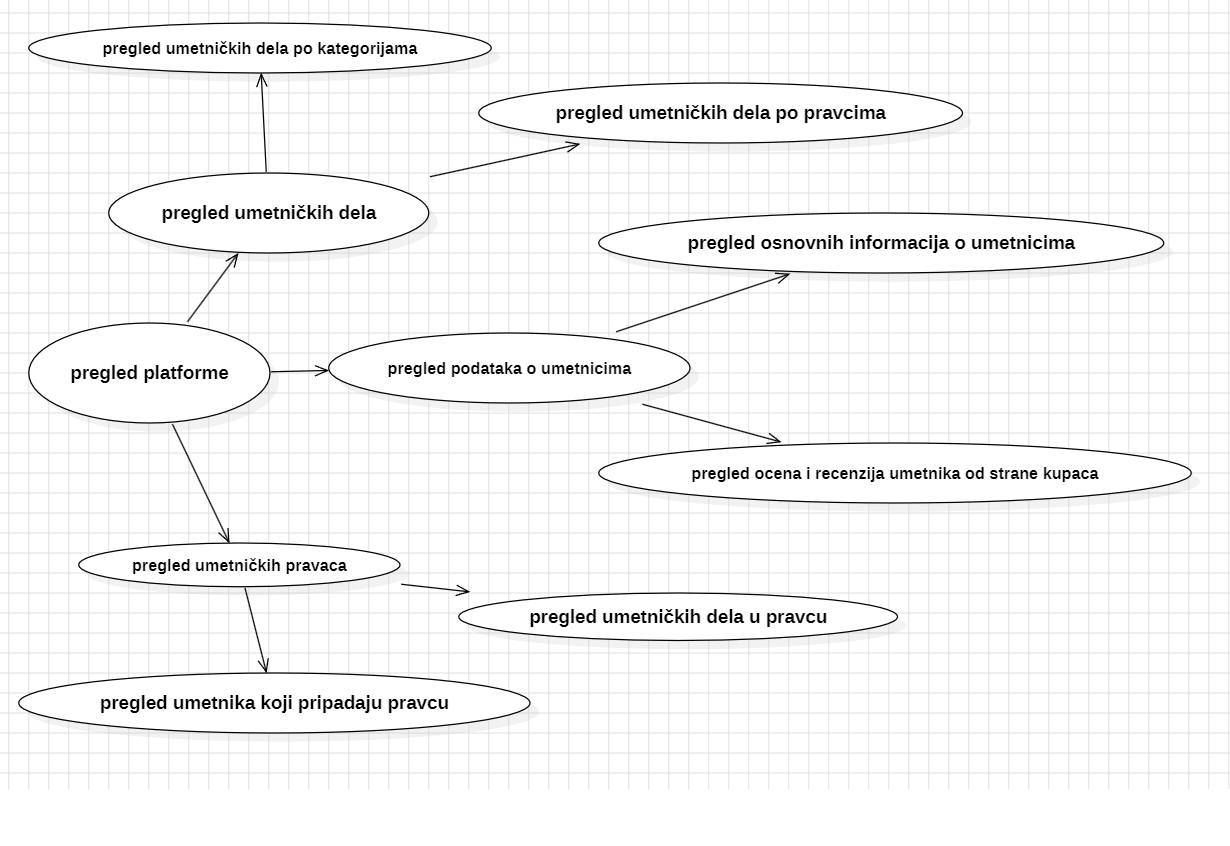 pregled umetničkih dela po kategorijama
pregled umetničkih dela po pravcima
pregled umetničkih dela
pregled osnovnih informacija o umetnicima
pregled platforme
pregled podataka o umetnicima
pregled ocena i recenzija umetnika od strane kupaca
pregled umetničkih pravaca
pregled umetničkih dela u pravcu
pregled umetnika koji pripadaju pravcu